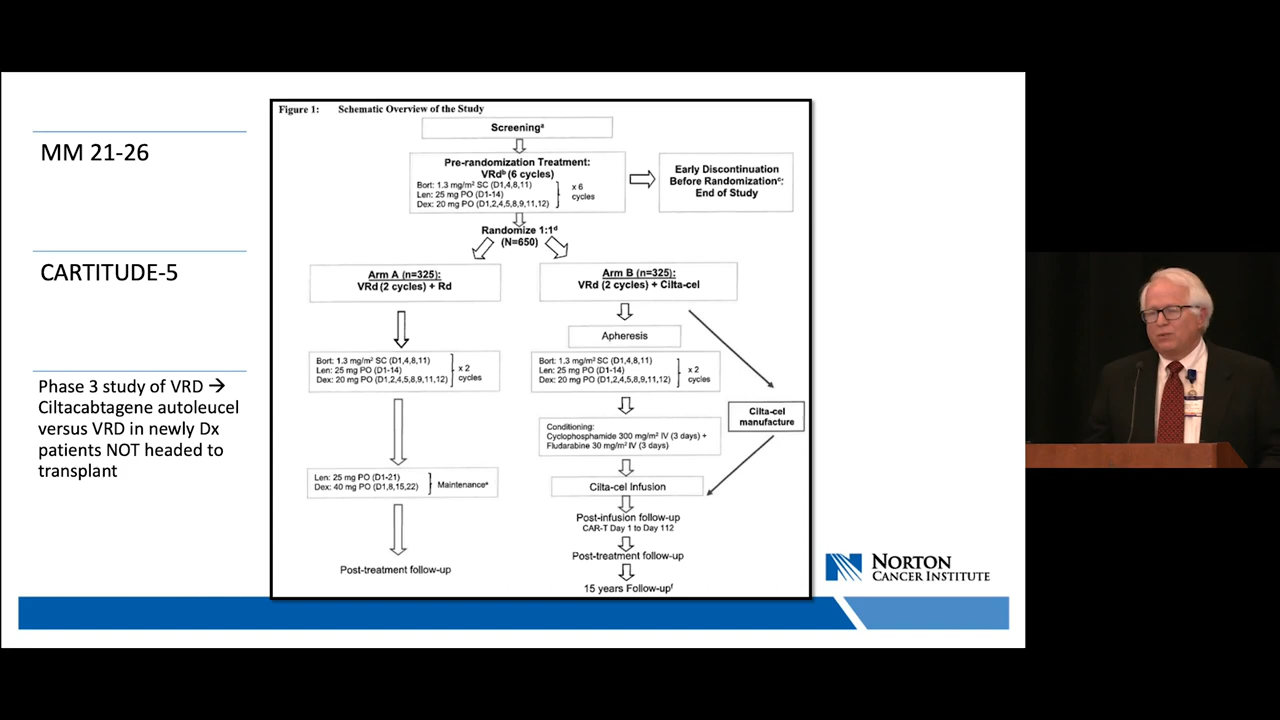 MM 21-26
CARTITUDE-5
Phase 3 study of VRD →
Ciltacabtagene autoleucel
versus VRD in newly Dx
patients NOT headed to
transplant
Figure 1: Schematic Overview of the Study
Screeningᵃ
Pre-randomization Treatment:
VRdᵇ (6 cycles)
Bort: 1.3 mg/m² SC (D1,4,8,11)
Len: 25 mg PO (D1-14)
Dex: 20 mg PO (D1,2,4,5,8,9,11,12)
x 6
cycles
Early Discontinuation
Before Randomizationᶜ:
End of Study
Randomize 1:1ᵈ
(N=650)
Arm A (n=325):
VRd (2 cycles) + Rd
Arm B (n=325):
VRd (2 cycles) + Cilta-cel
Apheresis
Bort: 1.3 mg/m² SC (D1,4,8,11)
Len: 25 mg PO (D1-14)
Dex: 20 mg PO (D1,2,4,5,8,9,11,12)
x 2
cycles
Bort: 1.3 mg/m² SC (D1,4,8,11)
Len: 25 mg PO (D1-14)
Dex: 20 mg PO (D1,2,4,5,8,9,11,12)
x 2
cycles
Cilta-cel
manufacture
Conditioning:
Cyclophosphamide 300 mg/m² IV (3 days) +
Fludarabine 30 mg/m² IV (3 days)
Len: 25 mg PO (D1-21)
Dex: 40 mg PO (D1,8,15,22)
Maintenanceᵉ
Cilta-cel Infusion
Post-infusion follow-up
CAR-T Day 1 to Day 112
Post-treatment follow-up
Post-treatment follow-up
15 years Follow-upᶠ
NORTON
CANCER INSTITUTE